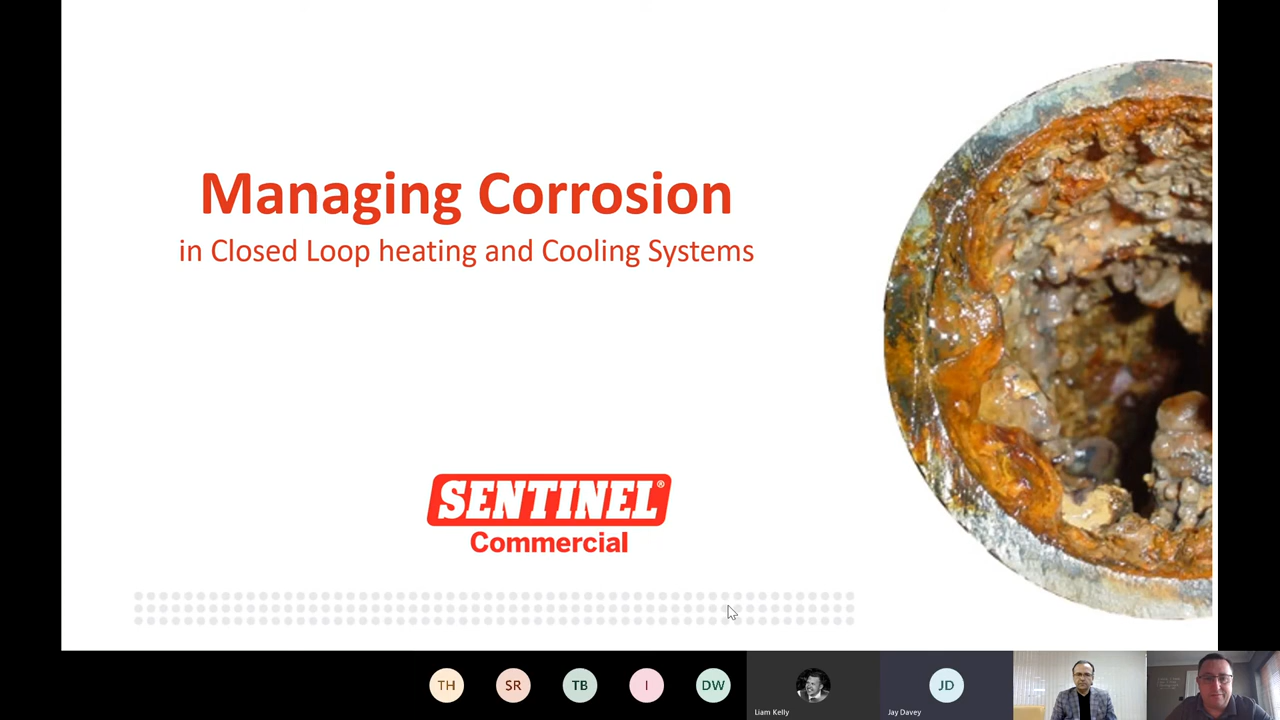 Managing Corrosion
in Closed Loop heating and Cooling Systems
SENTINEL®
Commercial
TH
SR
TB
I
DW
JD
Liam Kelly
Jay Davey